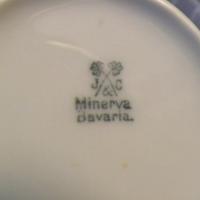 J & C
Minerva
Bavaria.